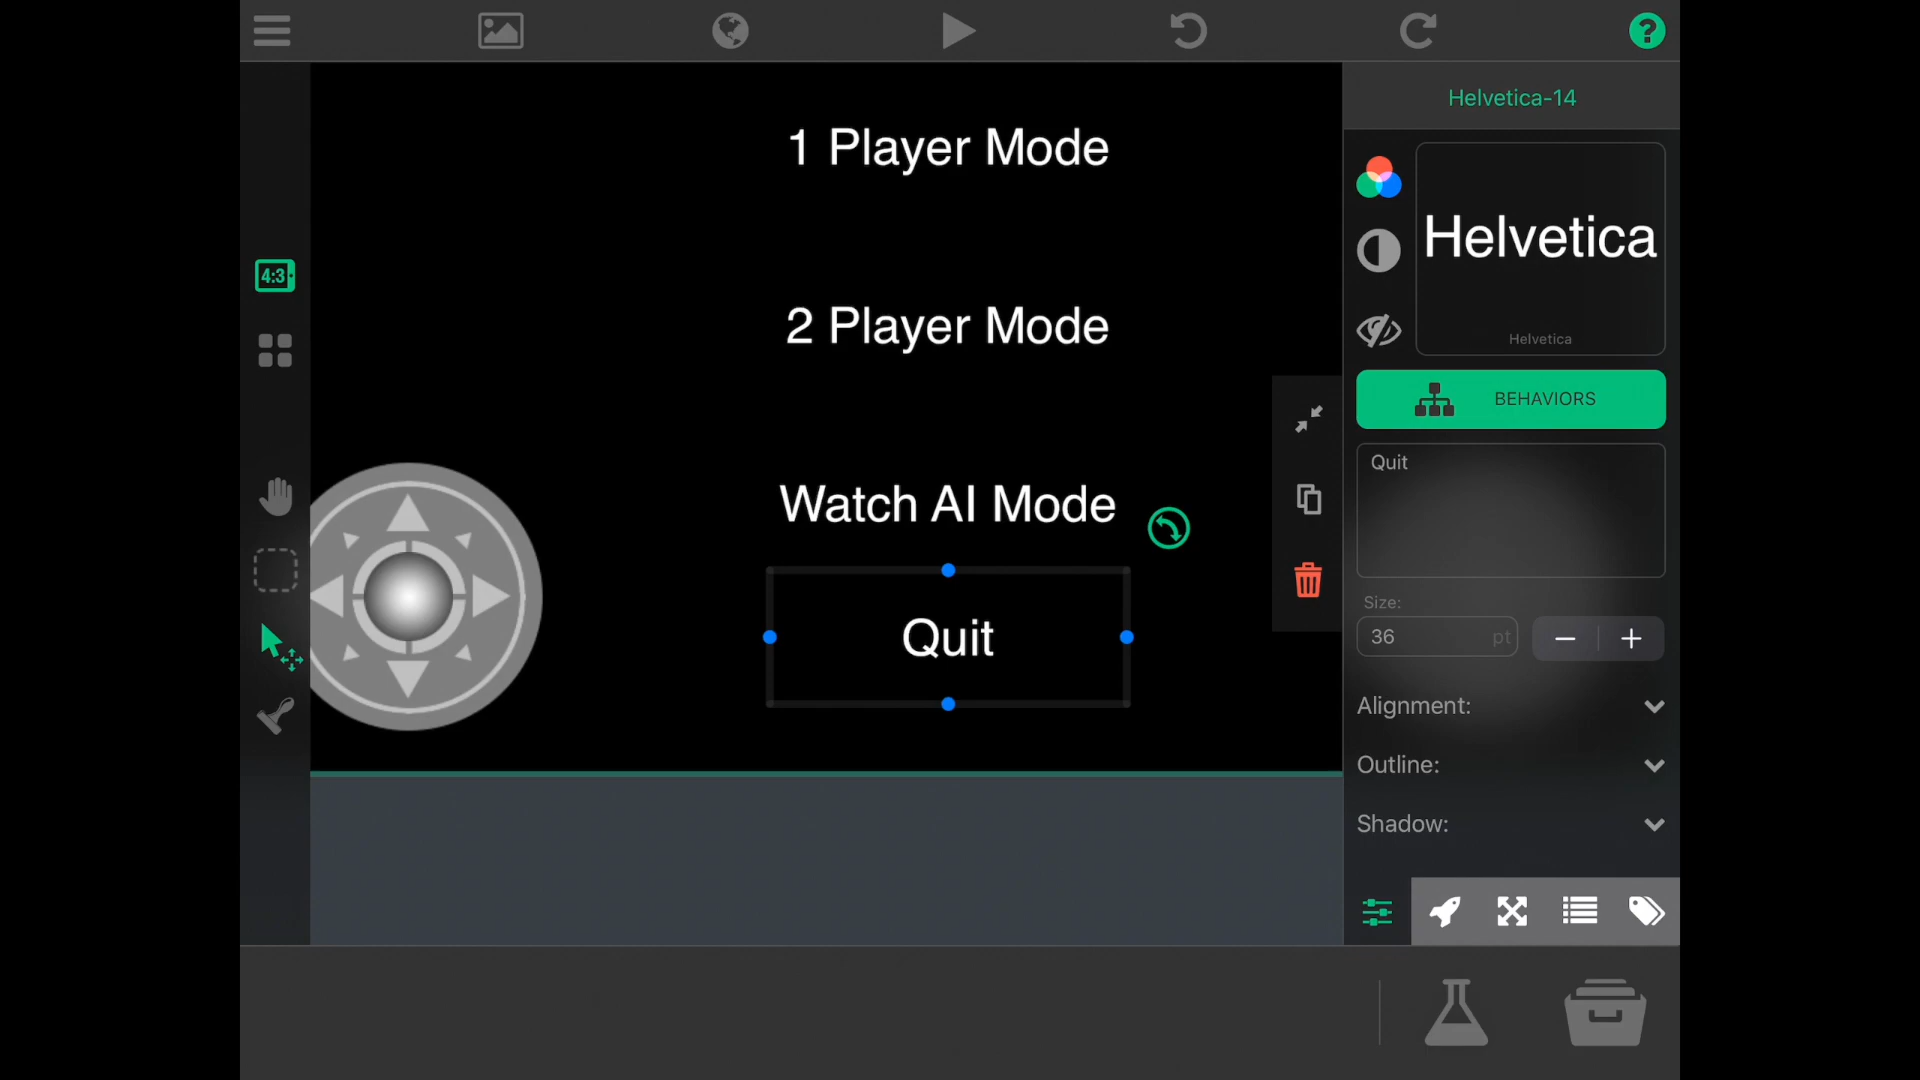 Helvetica-14
1 Player Mode
Helvetica
Helvetica
4:3
2 Player Mode
BEHAVIORS
Quit
Watch AI Mode
Size:
Quit
36 pt
Alignment:
Outline:
Shadow: